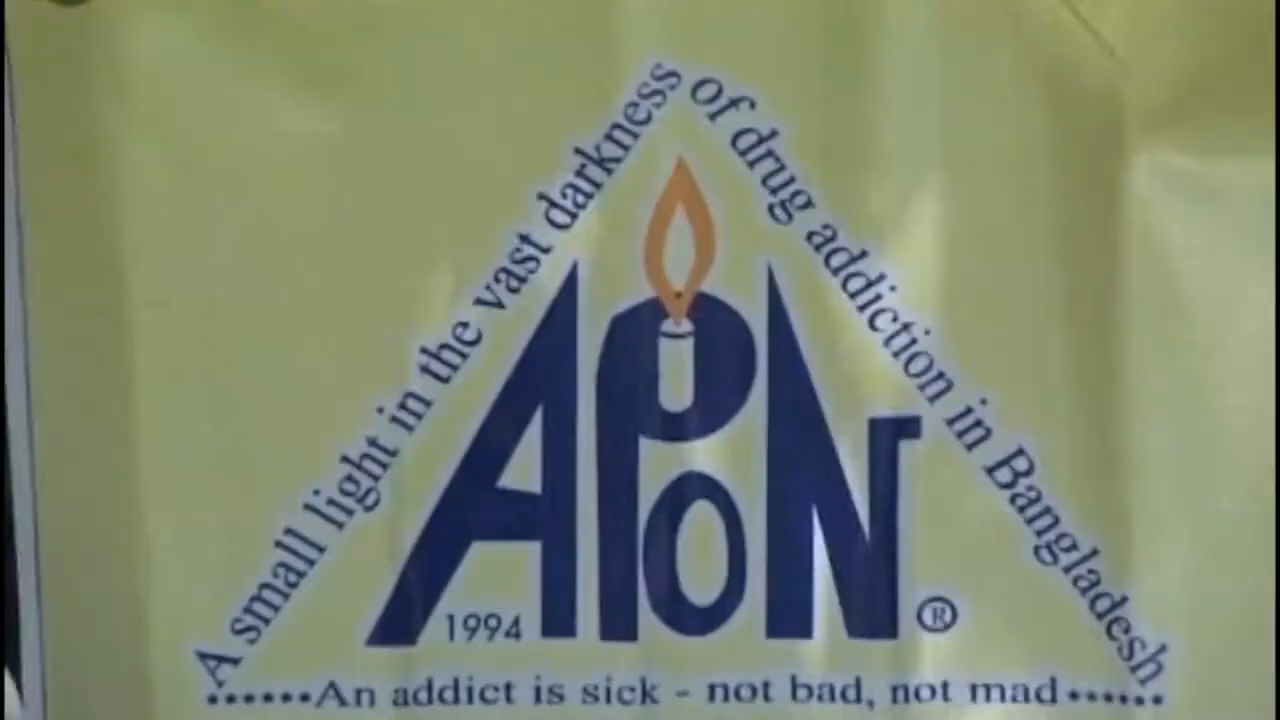 A small light in the vast darkness of drug addiction in Bangladesh
APON
1994
®
......An addict is sick - not bad, not mad......